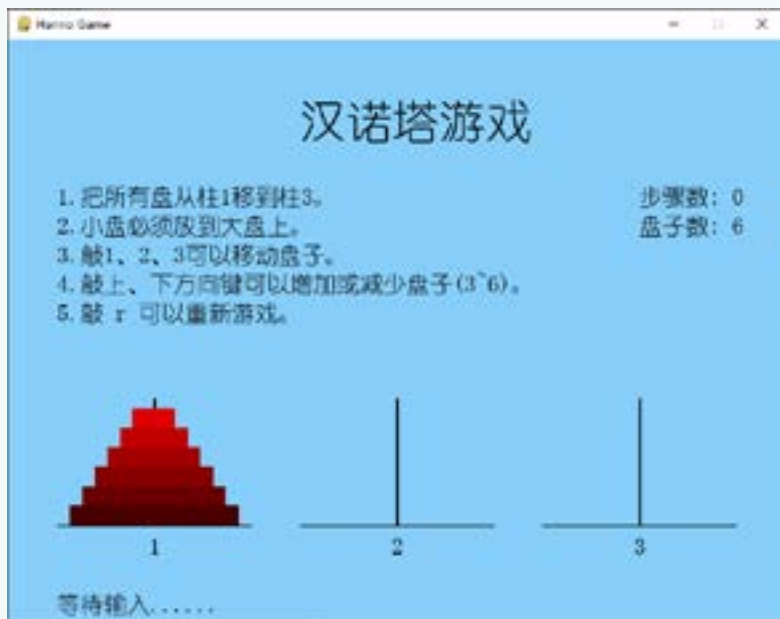 Hanno Game
汉诺塔游戏
1.把所有盘从柱1移到柱3。
步骤数: 0
2.小盘必须放到大盘上。
盘子数: 6
3.敲1、2、3可以移动盘子。
4.敲上、下方向键可以增加或减少盘子(3~6)。
5.敲 r 可以重新游戏。
1
2
3
等待输入......